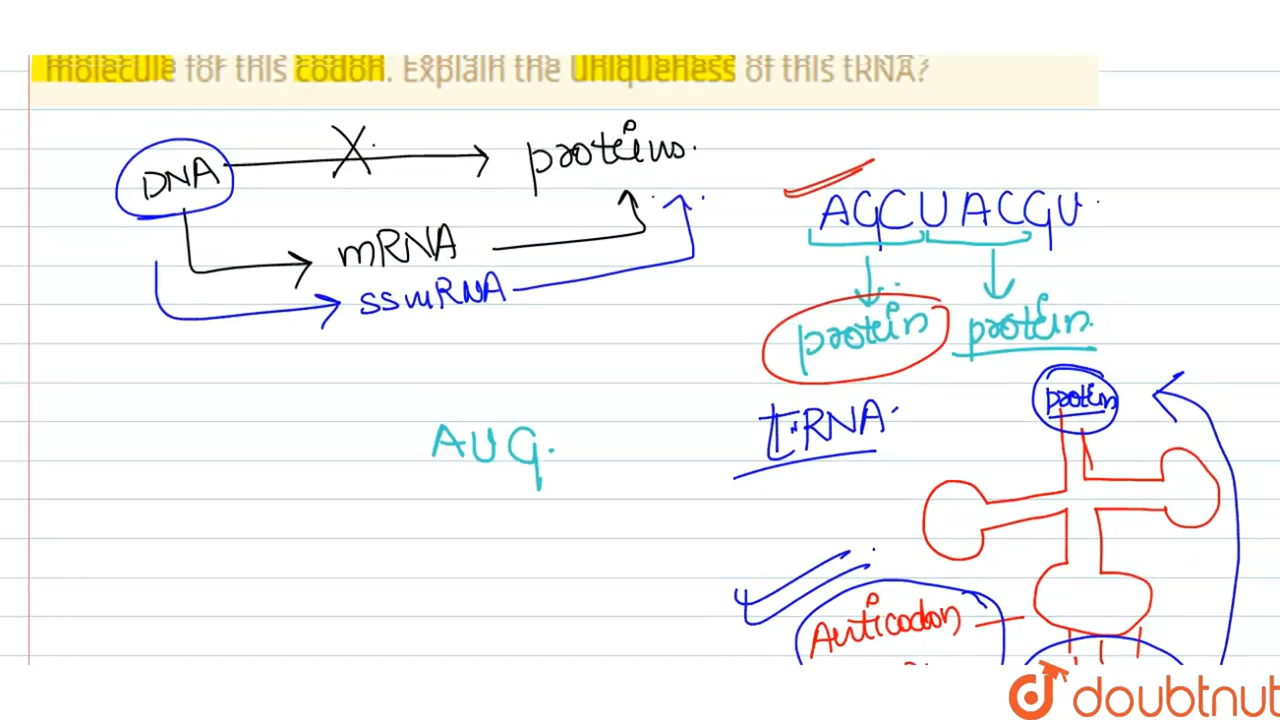 molecule for this codon. Explain the uniqueness of this tRNA?
DNA
X
proteins.
mRNA
ssmRNA
AGCUACGU
protein
protein.
protein
t.RNA
AUG.
Anticodon
doubtnut